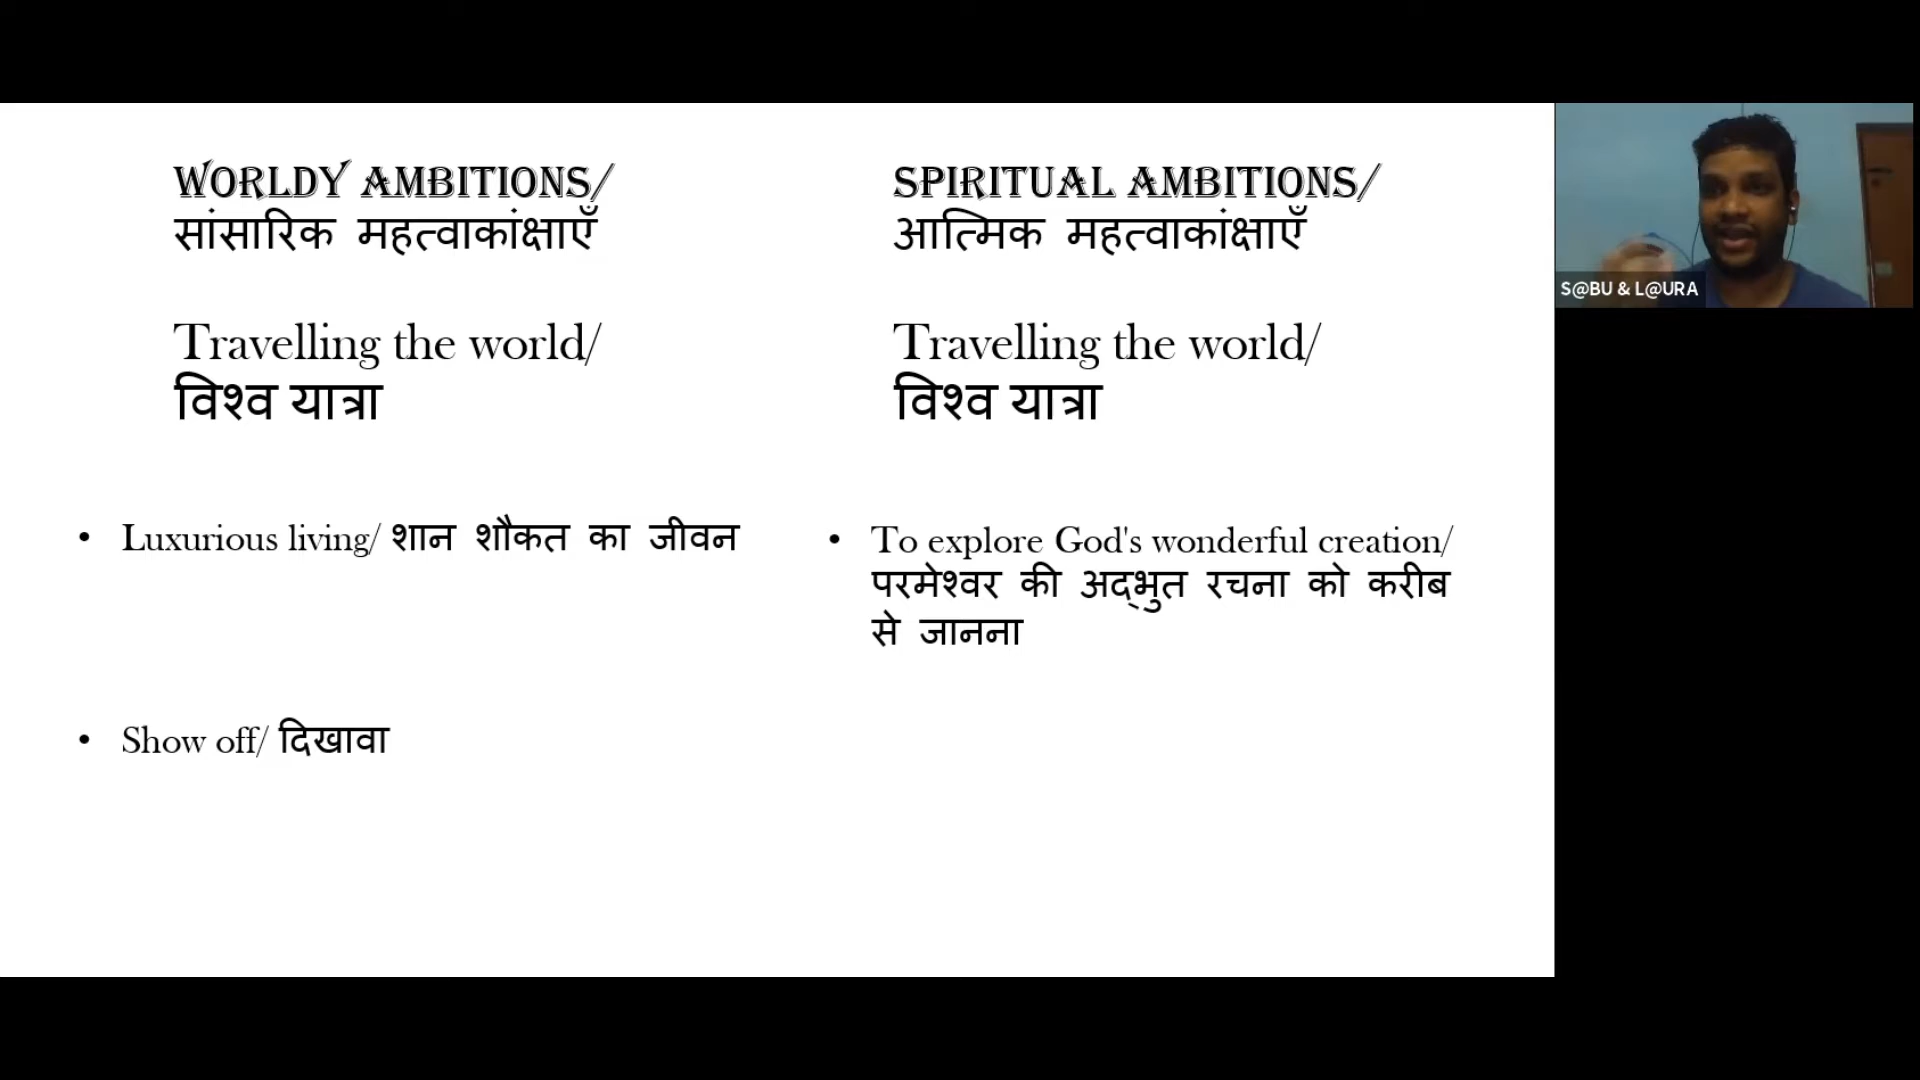 WORLDY AMBITIONS/
सांसारिक महत्वाकांक्षाएँ
Travelling the world/
विश्व यात्रा
• Luxurious living/ शान शौकत का जीवन
• Show off/ दिखावा
SPIRITUAL AMBITIONS/
आत्मिक महत्वाकांक्षाएँ
Travelling the world/
विश्व यात्रा
• To explore God's wonderful creation/
परमेश्वर की अद्‌भुत रचना को करीब
से जानना
S@BU & L@URA